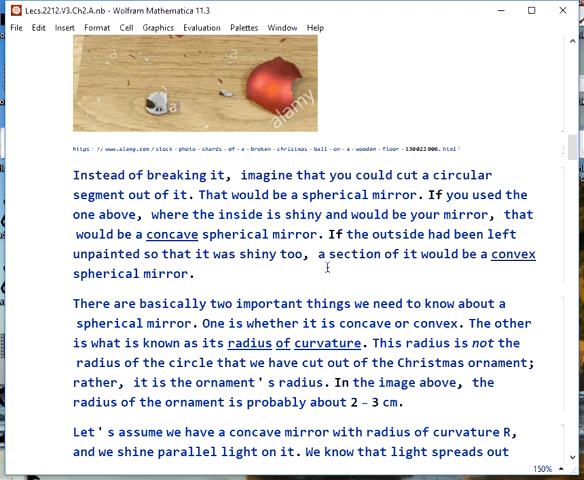 Lecs.2212.V3.Ch2.A.nb - Wolfram Mathematica 11.3
File Edit Insert Format Cell Graphics Evaluation Palettes Window Help
a
a
alamy
https://www.alamy.com/stock-photo-shards-of-a-broken-christmas-ball-on-a-wooden-floor-130022006.html?
Instead of breaking it, imagine that you could cut a circular
segment out of it. That would be a spherical mirror. If you used the
one above, where the inside is shiny and would be your mirror, that
would be a concave spherical mirror. If the outside had been left
unpainted so that it was shiny too, a section of it would be a convex
spherical mirror.
There are basically two important things we need to know about a
spherical mirror. One is whether it is concave or convex. The other
is what is known as its radius of curvature. This radius is not the
radius of the circle that we have cut out of the Christmas ornament;
rather, it is the ornament's radius. In the image above, the
radius of the ornament is probably about 2 – 3 cm.
Let's assume we have a concave mirror with radius of curvature R,
and we shine parallel light on it. We know that light spreads out
150%